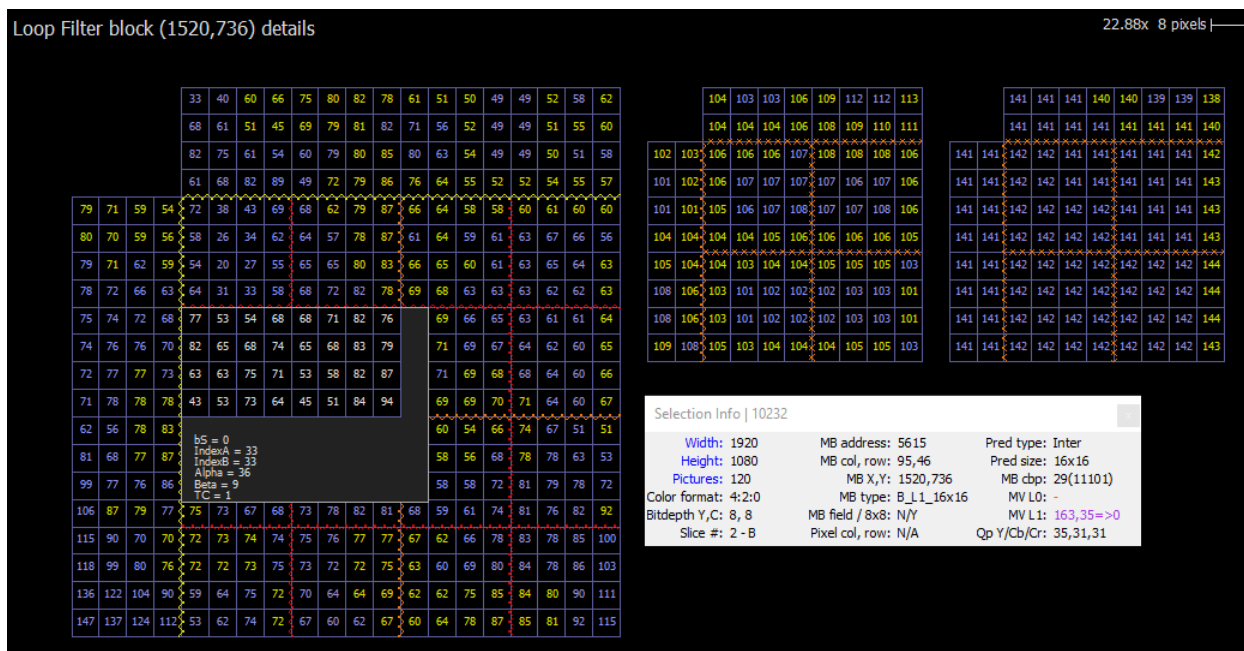 Loop Filter block (1520,736) details
22.88x 8 pixels
33 40 60 66 75 80 82 78 61 51 50 49 49 52 58 62
68 61 51 45 69 79 81 82 71 56 52 49 49 51 55 60
82 75 61 54 60 79 80 85 80 63 54 49 49 50 51 58
61 68 82 89 49 72 79 86 76 64 55 52 52 54 55 57
79 71 59 54 72 38 43 69 68 62 79 87 66 64 58 58 60 61 60 60
80 70 59 56 58 26 34 62 64 57 78 87 61 64 59 61 63 67 66 56
79 71 62 59 54 20 27 55 65 65 80 83 66 65 60 61 63 65 64 63
78 72 66 63 64 31 33 58 68 72 82 78 69 68 63 63 63 62 62 63
75 74 72 68 77 53 54 68 68 71 82 76 69 66 65 63 61 61 64
74 76 76 70 82 65 68 74 65 68 83 79 71 69 67 64 62 60 65
72 77 77 73 63 63 75 71 53 58 82 87 71 69 68 68 64 60 66
71 78 78 78 43 53 73 64 45 51 84 94 69 69 70 71 64 60 67
62 56 78 83 60 54 66 74 67 51 51
81 68 77 87 58 56 68 78 78 63 53
99 77 76 86 58 58 72 81 79 78 72
106 87 79 77 75 73 67 68 73 78 82 81 68 59 61 74 81 76 82 92
115 90 70 70 72 73 74 74 75 76 77 77 67 62 66 78 83 78 85 100
118 99 80 76 72 72 73 75 73 72 72 75 63 60 69 80 84 78 86 103
136 122 104 90 59 64 75 72 70 64 64 69 62 62 75 85 84 80 90 111
147 137 124 112 53 62 74 72 67 60 62 67 60 64 78 87 85 81 92 115
bS = 0
IndexA = 33
IndexB = 33
Alpha = 36
Beta = 9
TC = 1
104 103 103 106 109 112 112 113
104 104 104 106 108 109 110 111
102 103 106 106 106 107 108 108 108 106
101 102 106 107 107 107 107 106 107 106
101 101 105 106 107 108 107 107 108 106
104 104 104 104 105 106 106 106 106 105
105 104 104 103 104 104 105 105 105 103
108 106 103 101 102 102 102 103 103 101
108 106 103 101 102 102 102 103 103 101
109 108 105 103 104 104 104 105 105 103
141 141 141 140 140 139 139 138
141 141 141 141 141 141 141 140
141 141 142 142 142 142 141 141 141 142
141 141 142 142 142 142 142 141 141 143
141 141 142 142 142 142 142 141 141 143
141 141 142 142 142 142 142 141 141 143
141 141 142 142 142 142 142 142 142 144
141 141 142 142 142 142 142 142 142 144
141 141 142 142 142 142 142 142 142 144
141 141 142 142 142 142 142 142 142 143
Selection Info | 10232
Width: 1920 MB address: 5615 Pred type: Inter
Height: 1080 MB col, row: 95,46 Pred size: 16x16
Pictures: 120 MB X,Y: 1520,736 MB cbp: 29(11101)
Color format: 4:2:0 MB type: B_L1_16x16 MV L0: -
Bitdepth Y,C: 8, 8 MB field / 8x8: N/Y MV L1: 163,35=>0
Slice #: 2 - B Pixel col, row: N/A Qp Y/Cb/Cr: 35,31,31